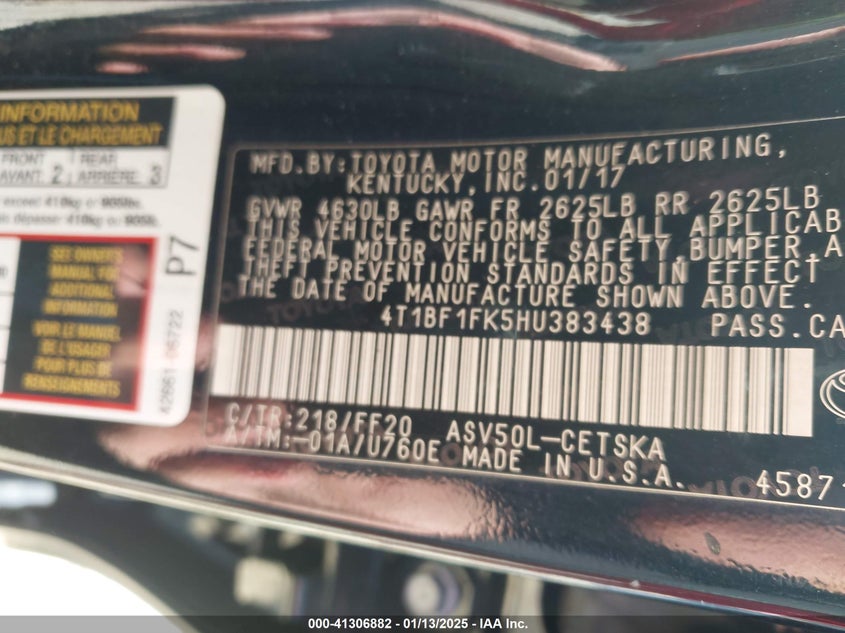 INFORMATION
US ET LE CHARGEMENT
FRONT
AVANT: 2
REAR
ARRIÈRE: 3
SEE OWNER'S
MANUAL FOR
ADDITIONAL
INFORMATION
VOIR LE MANUEL
DE L'USAGER
POUR PLUS DE
RENSEIGNEMENTS
P7
MFD.BY:TOYOTA MOTOR MANUFACTURING,
KENTUCKY,INC.01/17
GVWR 4630LB GAWR FR 2625LB RR 2625LB
THIS VEHICLE CONFORMS TO ALL APPLICAB
FEDERAL MOTOR VEHICLE SAFETY,BUMPER,A
THEFT PREVENTION STANDARDS IN EFFECT
THE DATE OF MANUFACTURE SHOWN ABOVE.
4T1BF1FK5HU383438 PASS.CA
C/TR:218/FF20 ASV50L-CETSKA
A/TM:-01A/U760E MADE IN U.S.A.
4587
000-41306882 / 01/13/2025 - IAA Inc.